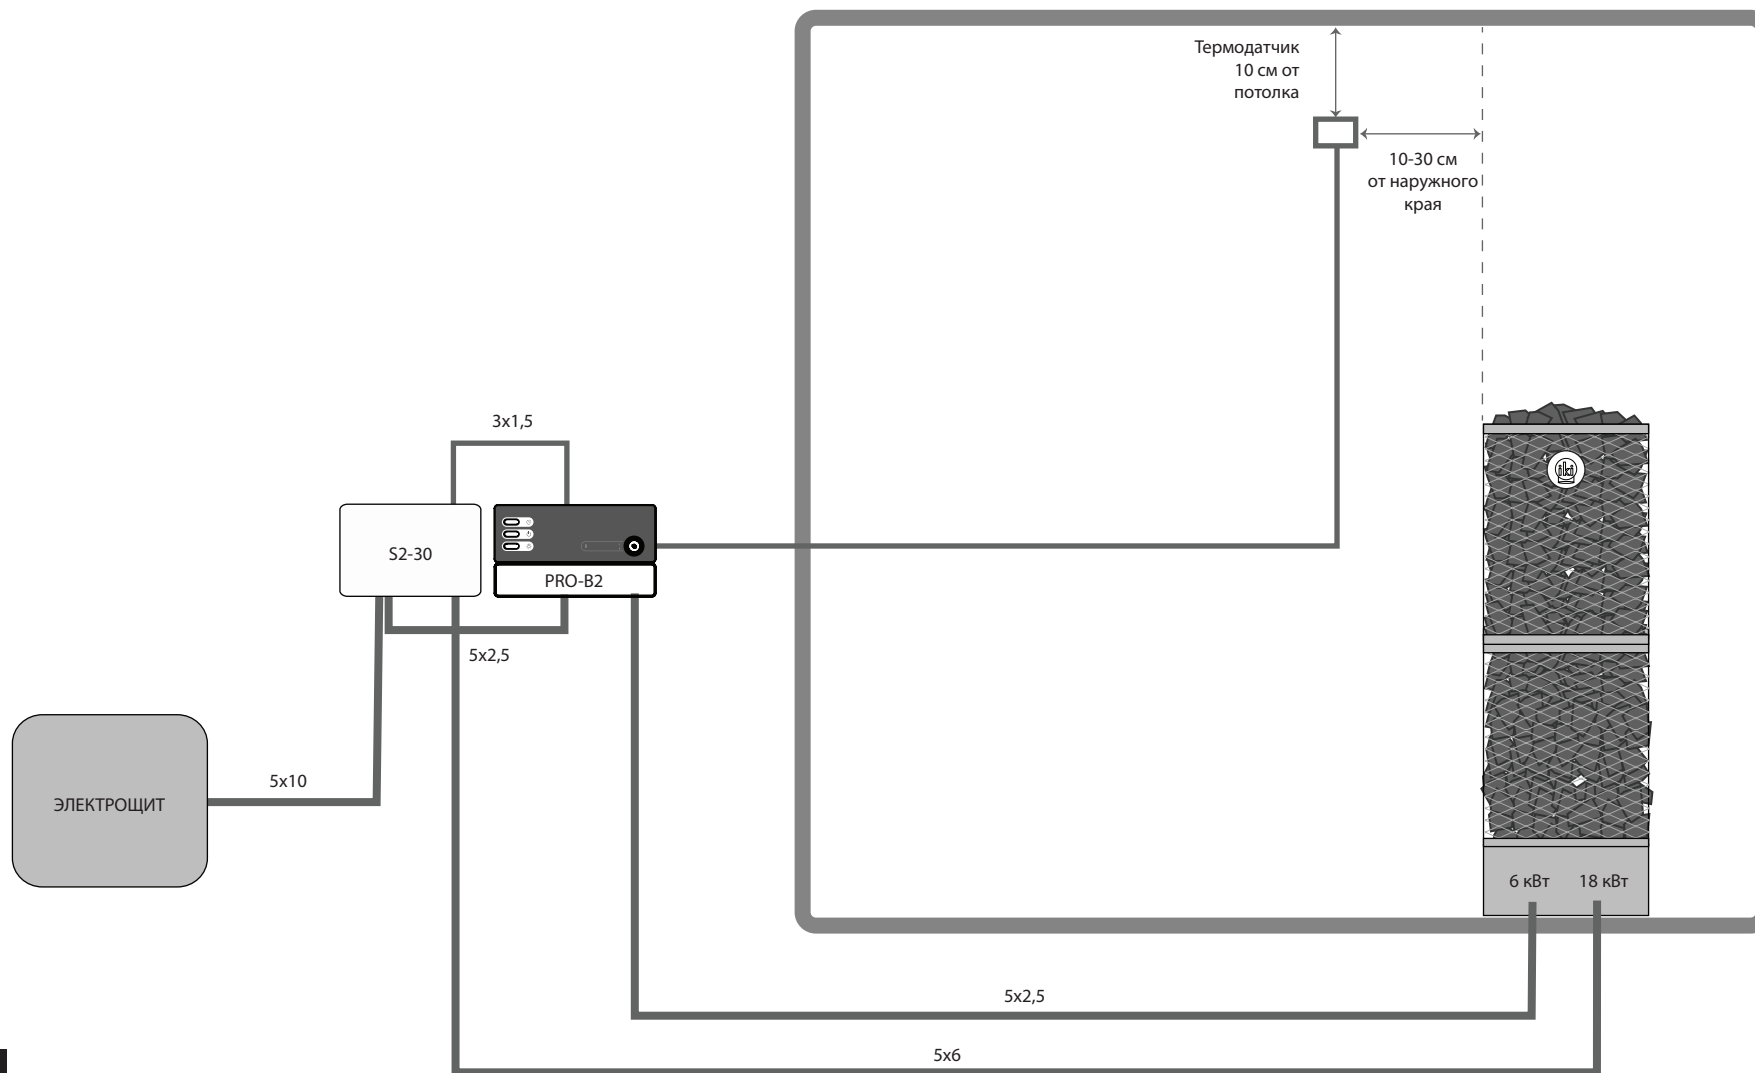 Термодатчик
10 см от
потолка
10-30 см
от наружного
края
3x1,5
S2-30
PRO-B2
5x2,5
5x10
ЭЛЕКТРОЩИТ
6 кВт 18 кВт
5x2,5
5x6
iki